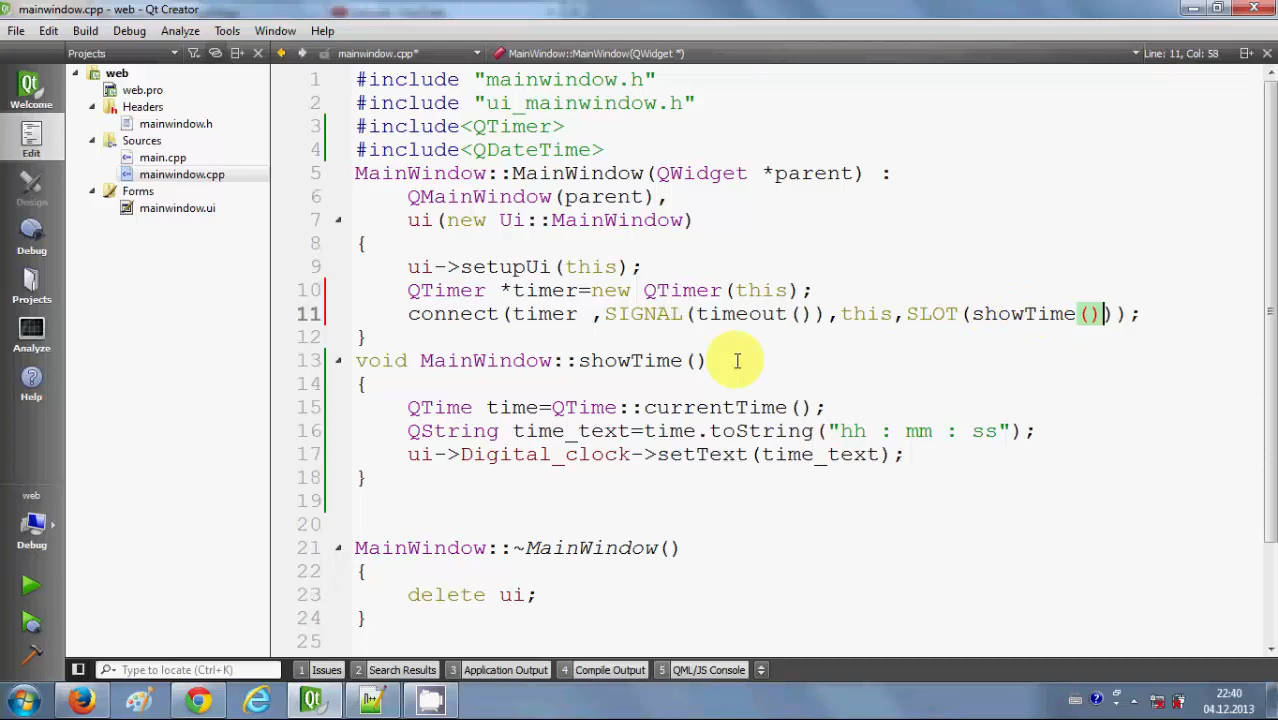 mainwindow.cpp - web - Qt Creator
File Edit Build Debug Analyze Tools Window Help
Projects mainwindow.cpp* MainWindow::MainWindow(QWidget *) Line: 11, Col: 58
Welcome
Edit
Design
Debug
Projects
Analyze
Help
web
Debug
web
web.pro
Headers
mainwindow.h
Sources
main.cpp
mainwindow.cpp
Forms
mainwindow.ui
1 #include "mainwindow.h"
2 #include "ui_mainwindow.h"
3 #include<QTimer>
4 #include<QDateTime>
5 MainWindow::MainWindow(QWidget *parent) :
6 QMainWindow(parent),
7 ui(new Ui::MainWindow)
8 {
9 ui->setupUi(this);
10 QTimer *timer=new QTimer(this);
11 connect(timer ,SIGNAL(timeout()),this,SLOT(showTime()));
12 }
13 void MainWindow::showTime()
14 {
15 QTime time=QTime::currentTime();
16 QString time_text=time.toString("hh : mm : ss");
17 ui->Digital_clock->setText(time_text);
18 }
19
20
21 MainWindow::~MainWindow()
22 {
23 delete ui;
24 }
25
Type to locate (Ctrl+K) 1 Issues 2 Search Results 3 Application Output 4 Compile Output 5 QML/JS Console
22:40
04.12.2013